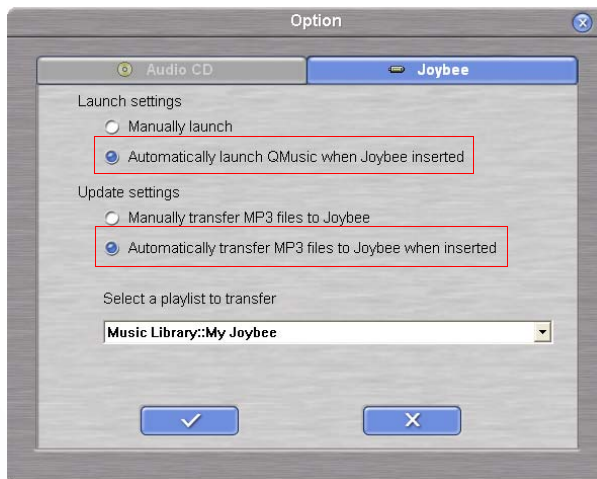 Option
Audio CD
Joybee
Launch settings
Manually launch
Automatically launch QMusic when Joybee inserted
Update settings
Manually transfer MP3 files to Joybee
Automatically transfer MP3 files to Joybee when inserted
Select a playlist to transfer
Music Library::My Joybee